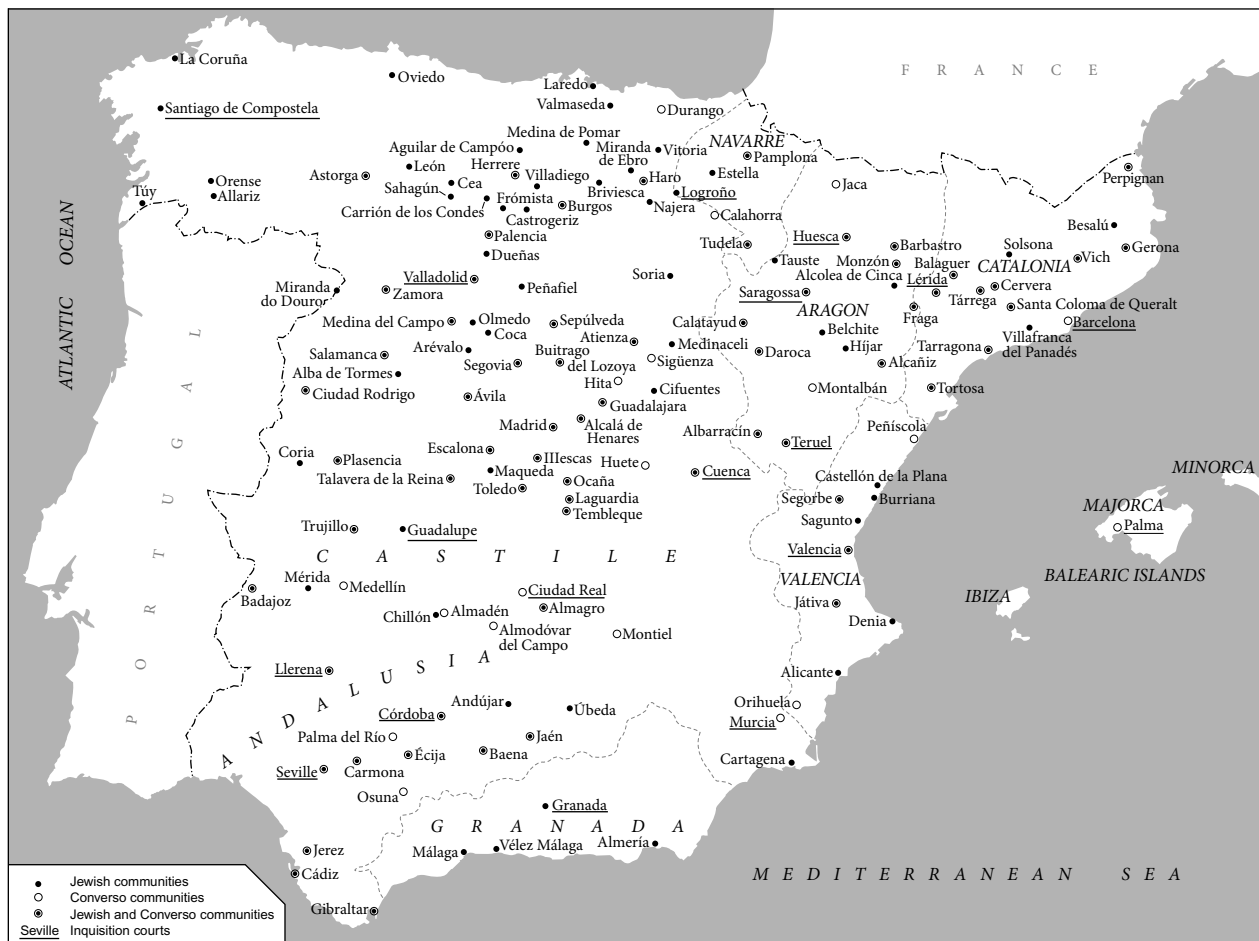 La Coruña
Oviedo
Laredo
FRANCE
Santiago de Compostela
Valmaseda
Durango
Medina de Pomar
NAVARRE
Aguilar de Campóo
Miranda
de Ebro
Vitoria
Pamplona
León
Herrere
Villadiego
Perpignan
Astorga
Estella
Orense
Cea
Haro
Jaca
Sahagún
Briviesca
Logroño
Túy
Allariz
Frómista
Burgos
Najera
Carrión de los Condes
Castrogeriz
Calahorra
Besalú
Palencia
Tudela
Huesca
Barbastro
Solsona
Gerona
Dueñas
Tauste
Monzón
Balaguer
Vich
Soria
Alcolea de Cinca
CATALONIA
Valladolid
Lérida
Cervera
Miranda
do Douro
Zamora
Peñafiel
Saragossa
Tárrega
Santa Coloma de Queralt
ARAGON
Fraga
Medina del Campo
Olmedo
Sepúlveda
Calatayud
Barcelona
Coca
Atienza
Belchite
Villafranca
del Panadés
Arévalo
Medinaceli
Híjar
Tarragona
Salamanca
Buitrago
del Lozoya
Daroca
Segovia
Sigüenza
Alcañiz
Alba de Tormes
Hita
Ciudad Rodrigo
Cifuentes
Montalbán
Tortosa
Ávila
Guadalajara
Alcalá de
Henares
Peñíscola
Madrid
Albarracín
Teruel
Escalona
Coria
Plasencia
IIIescas
Huete
Maqueda
Cuenca
MINORCA
Talavera de la Reina
Ocaña
Castellón de la Plana
Toledo
Laguardia
Segorbe
Burriana
MAJORCA
Tembleque
Sagunto
Palma
Trujillo
Guadalupe
CASTILE
Valencia
BALEARIC ISLANDS
VALENCIA
Mérida
Medellín
Ciudad Real
IBIZA
Badajoz
Játiva
Almagro
Chillón
Almadén
Denia
Almodóvar
del Campo
Montiel
Llerena
ANDALUSIA
Alicante
Andújar
Úbeda
Orihuela
Córdoba
Murcia
Palma del Río
Jaén
Écija
Baena
Cartagena
Seville
Carmona
Osuna
Granada
GRANADA
Jerez
Málaga
Vélez Málaga
Almería
Cádiz
MEDITERRANEAN SEA
Gibraltar
ATLANTIC OCEAN
PORTUGAL
Jewish communities
Converso communities
Jewish and Converso communities
Seville Inquisition courts